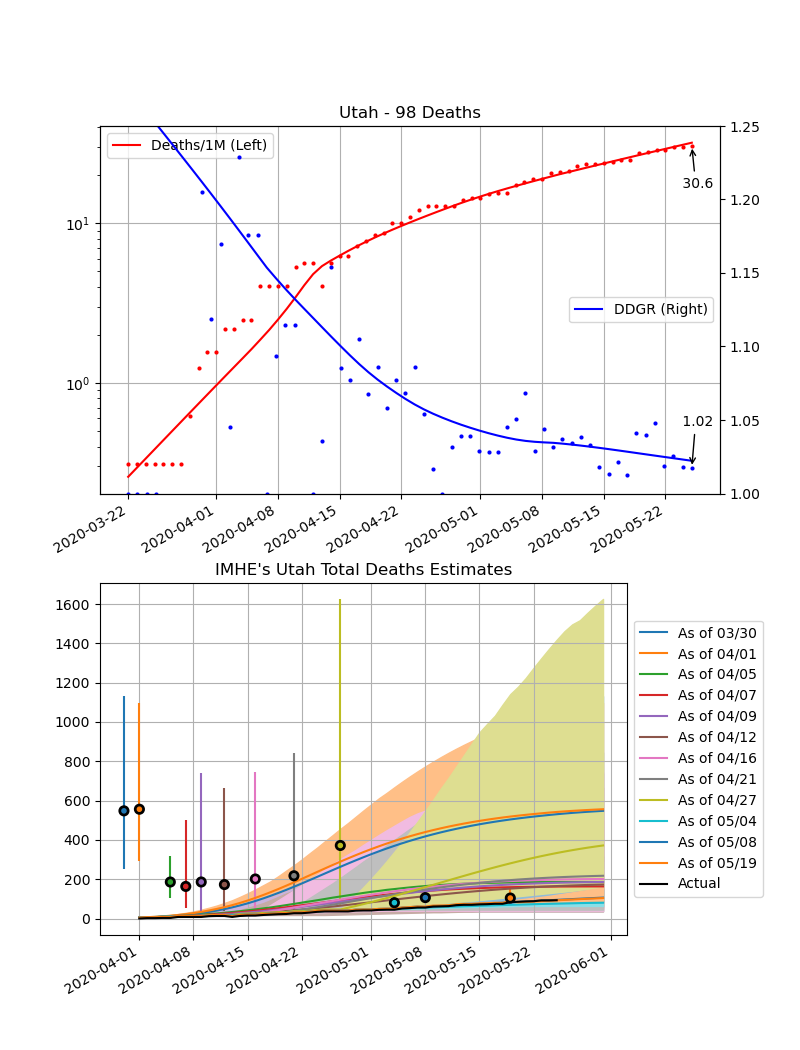 Utah - 98 Deaths
Deaths/1M (Left)
DDGR (Right)
30.6
1.02
10¹
10⁰
1.25
1.20
1.15
1.10
1.05
1.00
2020-03-22
2020-04-01
2020-04-08
2020-04-15
2020-04-22
2020-05-01
2020-05-08
2020-05-15
2020-05-22
IMHE's Utah Total Deaths Estimates
1600
1400
1200
1000
800
600
400
200
0
2020-04-01
2020-04-08
2020-04-15
2020-04-22
2020-05-01
2020-05-08
2020-05-15
2020-05-22
2020-06-01
As of 03/30
As of 04/01
As of 04/05
As of 04/07
As of 04/09
As of 04/12
As of 04/16
As of 04/21
As of 04/27
As of 05/04
As of 05/08
As of 05/19
Actual